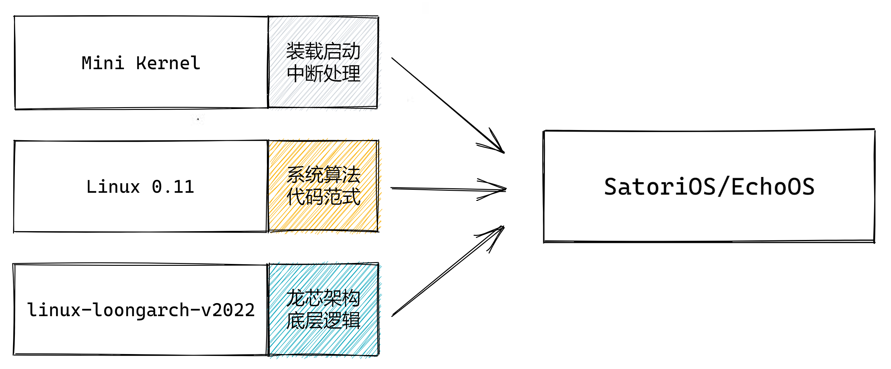 Mini Kernel
装载启动
中断处理
Linux 0.11
系统算法
代码范式
linux-loongarch-v2022
龙芯架构
底层逻辑
SatoriOS/EchoOS